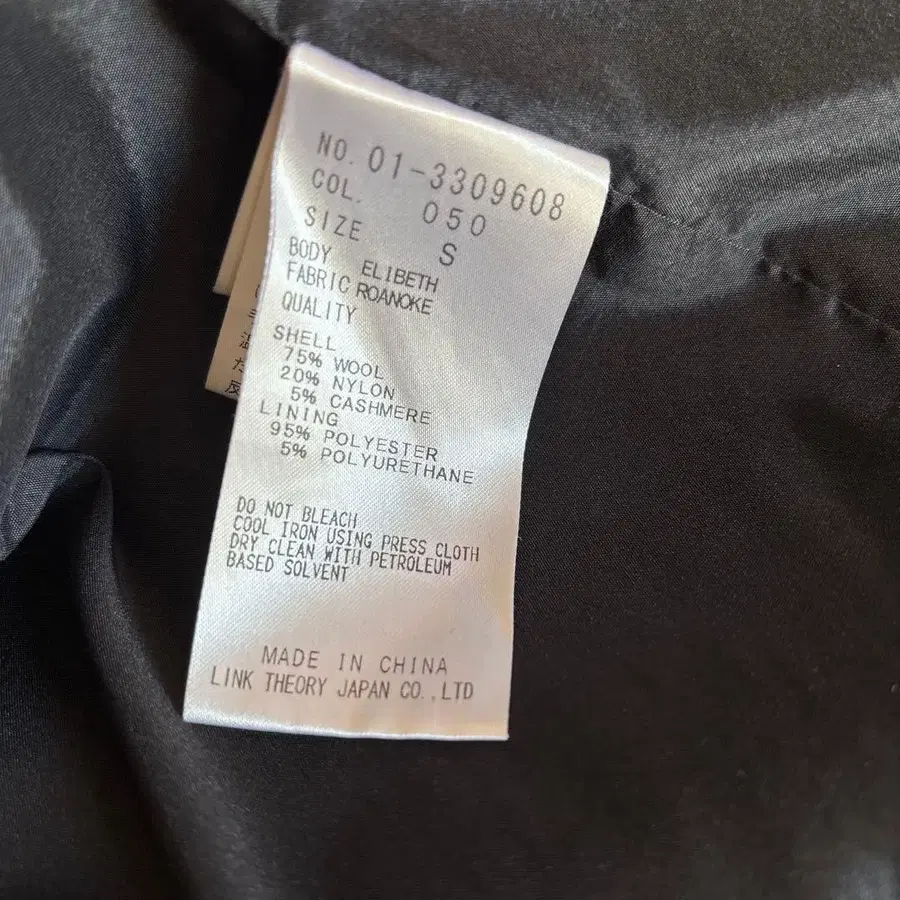 NO. 01-3309608
COL. 050
SIZE S
BODY ELIBETH
FABRIC ROANOKE
QUALITY
SHELL
75% WOOL
20% NYLON
5% CASHMERE
LINING
95% POLYESTER
5% POLYURETHANE
DO NOT BLEACH
COOL IRON USING PRESS CLOTH
DRY CLEAN WITH PETROLEUM
BASED SOLVENT
MADE IN CHINA
LINK THEORY JAPAN CO.,LTD